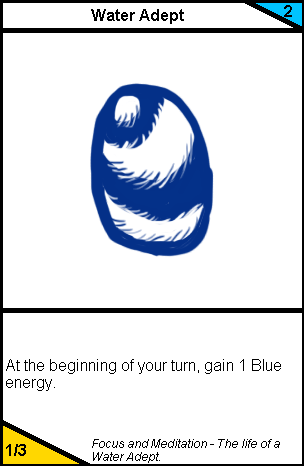 Water Adept
2
At the beginning of your turn, gain 1 Blue
energy.
1/3
Focus and Meditation - The life of a
Water Adept.